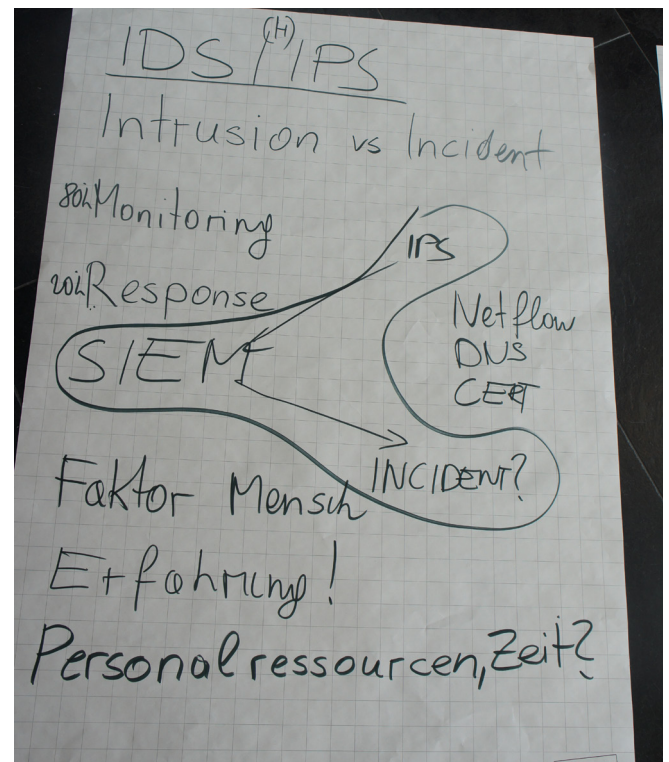 IDS (H) IPS
Intrusion vs Incident
80% Monitoring
IPS
20% Response
Netflow
DNS
CERT
SIEM
INCIDENT?
Faktor Mensch
Erfahrung!
Personalressourcen, Zeit?